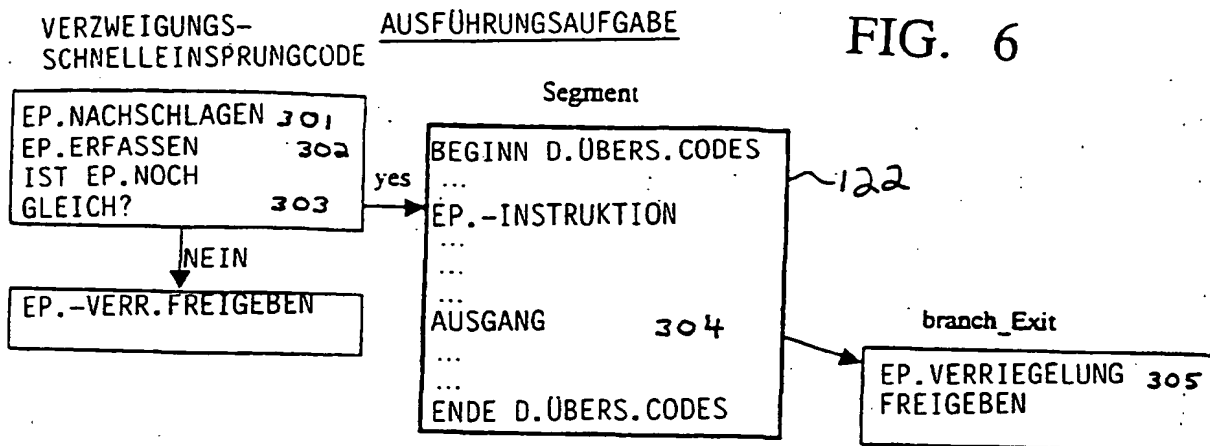 VERZWEIGUNGS-
SCHNELLEINSPRUNGCODE
AUSFÜHRUNGSAUFGABE
FIG. 6
EP.NACHSCHLAGEN 301
EP.ERFASSEN 302
IST EP.NOCH
GLEICH? 303
yes
NEIN
EP.-VERR.FREIGEBEN
Segment
BEGINN D.ÜBERS.CODES
...
EP.-INSTRUKTION
...
...
...
AUSGANG 304
...
...
ENDE D.ÜBERS.CODES
122
branch_Exit
EP.VERRIEGELUNG 305
FREIGEBEN